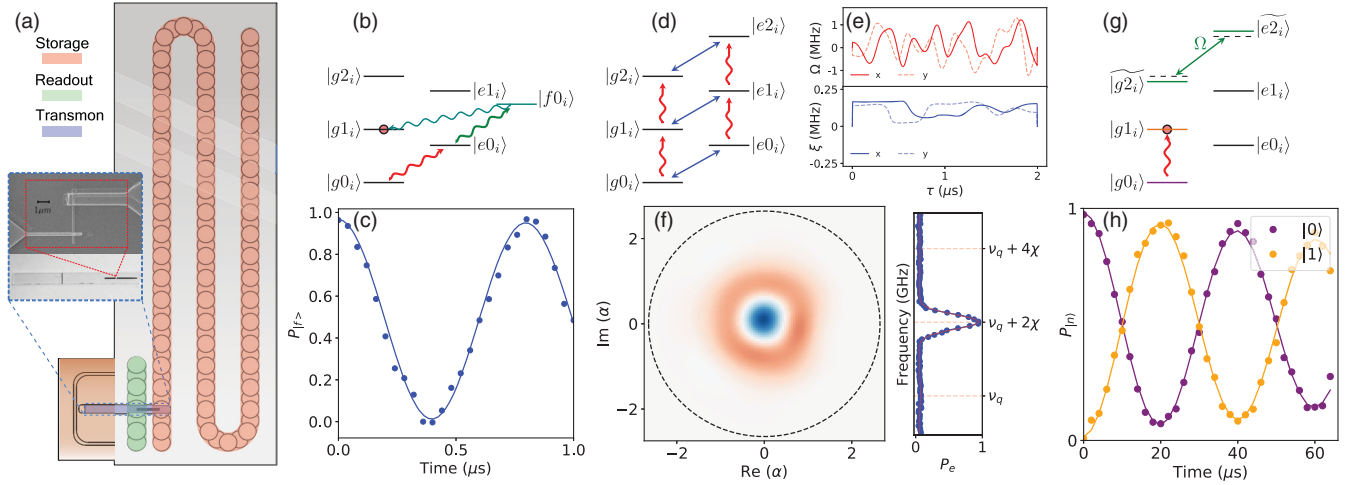 (a)
Storage
Readout
Transmon
1μm
(b)
|g2ᵢ⟩
|e1ᵢ⟩
|f0ᵢ⟩
|g1ᵢ⟩
|e0ᵢ⟩
|g0ᵢ⟩
(c)
P|f>
1.0
0.8
0.6
0.4
0.2
0.0
0.0 0.5 1.0
Time (μs)
(d)
|e2ᵢ⟩
|g2ᵢ⟩
|e1ᵢ⟩
|g1ᵢ⟩
|e0ᵢ⟩
|g0ᵢ⟩
(e)
Ω (MHz)
1
0
-1
x y
ξ (MHz)
0.25
0.00
-0.25
x y
0 1 2
τ (μs)
(f)
Im (α)
2
0
−2
−2 0 2
Re (α)
Frequency (GHz)
νq + 4χ
νq + 2χ
νq
0 1
Pₑ
(g)
|e2ᵢ⟩
Ω
|g2ᵢ⟩
|e1ᵢ⟩
|g1ᵢ⟩
|e0ᵢ⟩
|g0ᵢ⟩
(h)
|0⟩
|1⟩
P|n⟩
1
0
0 20 40 60
Time (μs)